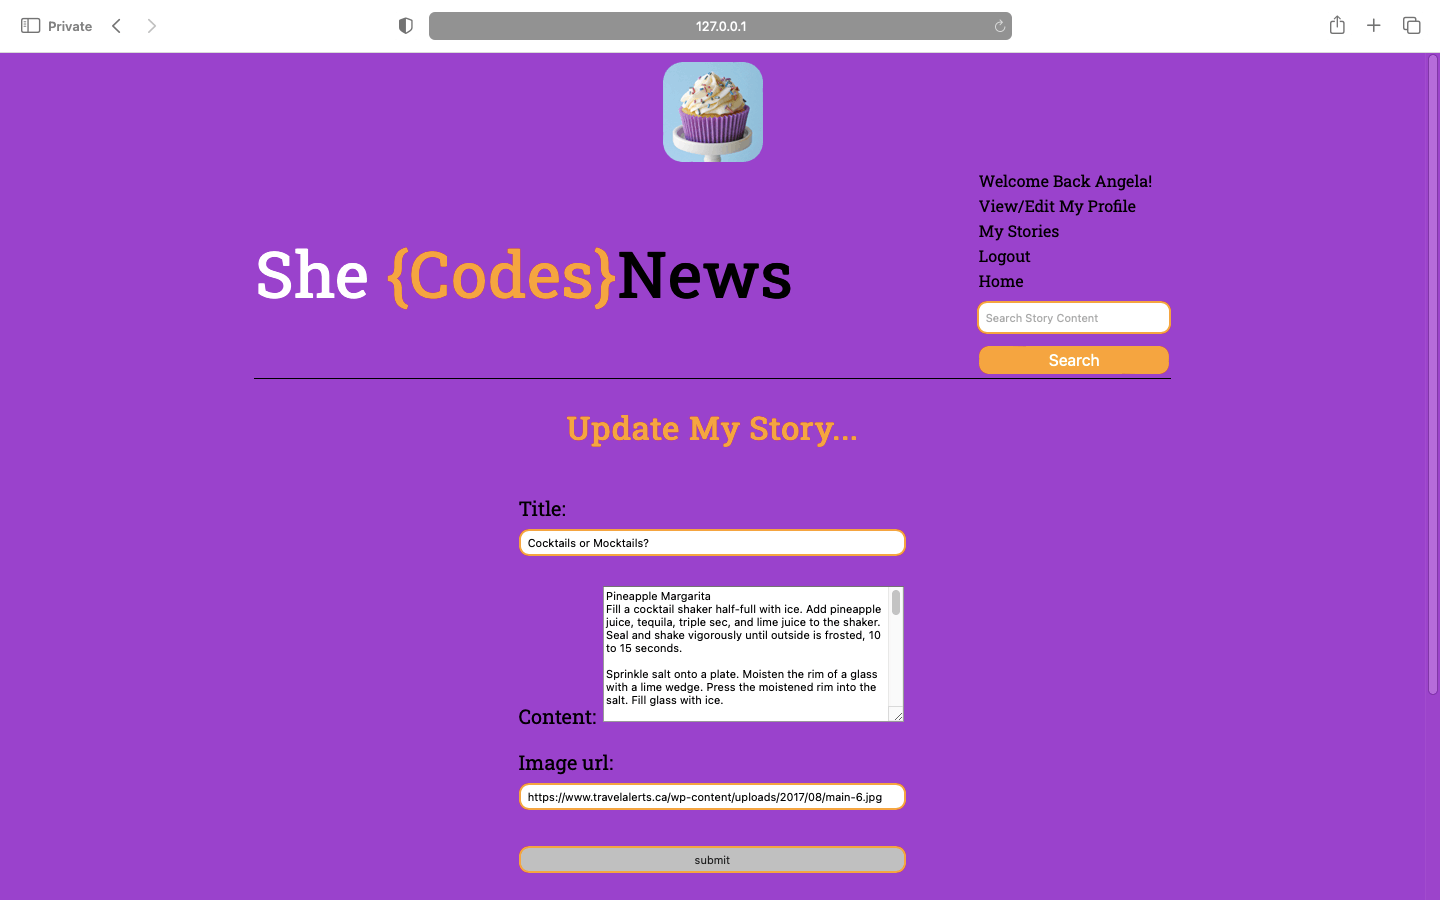 Private
127.0.0.1
Welcome Back Angela!
View/Edit My Profile
My Stories
Logout
Home
She {Codes}News
Search Story Content
Search
Update My Story...
Title:
Cocktails or Mocktails?
Pineapple Margarita
Fill a cocktail shaker half-full with ice. Add pineapple
juice, tequila, triple sec, and lime juice to the shaker.
Seal and shake vigorously until outside is frosted, 10
to 15 seconds.
Sprinkle salt onto a plate. Moisten the rim of a glass
with a lime wedge. Press the moistened rim into the
salt. Fill glass with ice.
Content:
Image url:
https://www.travelalerts.ca/wp-content/uploads/2017/08/main-6.jpg
submit